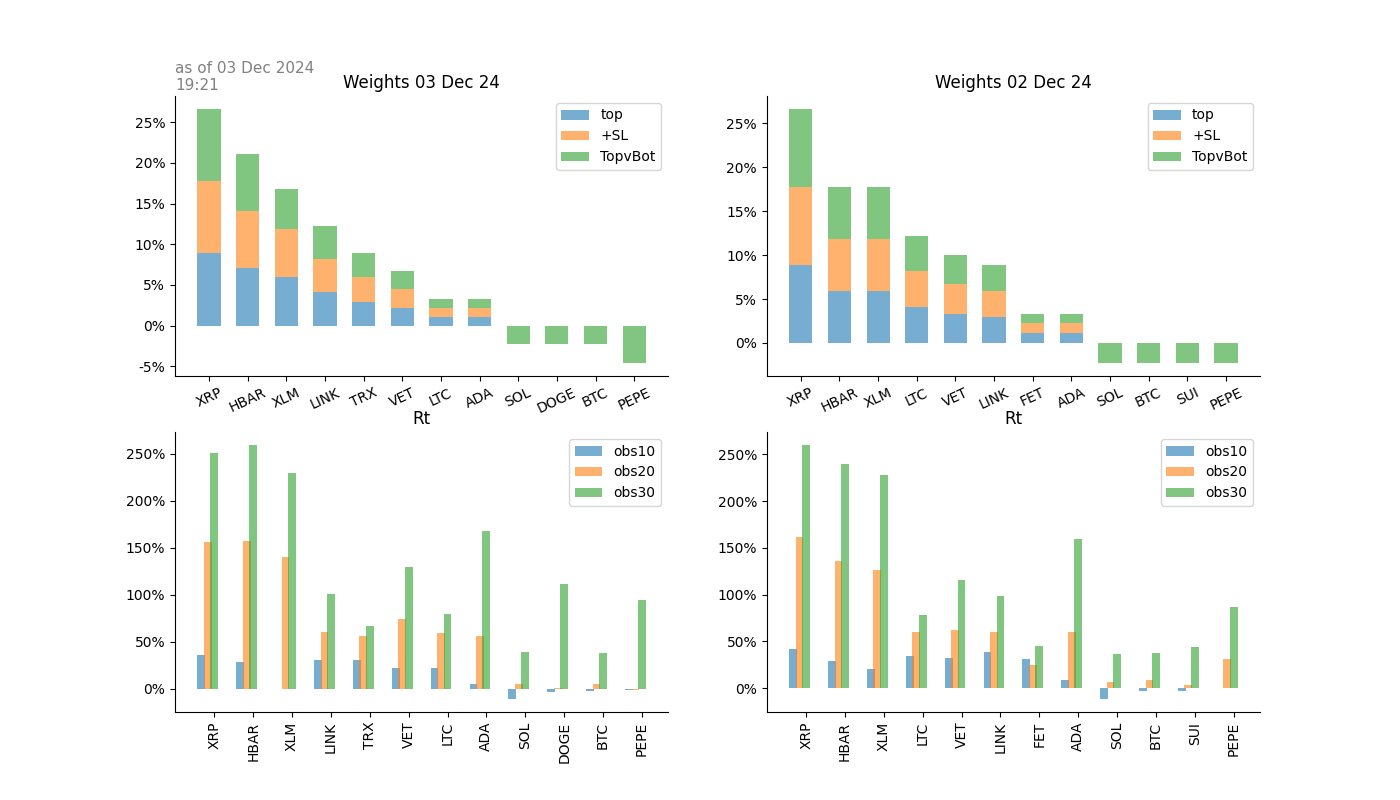 as of 03 Dec 2024
19:21
Weights 03 Dec 24
25%
20%
15%
10%
5%
0%
-5%
top
+SL
TopvBot
XRP HBAR XLM LINK TRX VET LTC ADA SOL DOGE BTC PEPE
Weights 02 Dec 24
25%
20%
15%
10%
5%
0%
top
+SL
TopvBot
XRP HBAR XLM LTC VET LINK FET ADA SOL BTC SUI PEPE
Rt
250%
200%
150%
100%
50%
0%
obs10
obs20
obs30
XRP HBAR XLM LINK TRX VET LTC ADA SOL DOGE BTC PEPE
Rt
250%
200%
150%
100%
50%
0%
obs10
obs20
obs30
XRP HBAR XLM LTC VET LINK FET ADA SOL BTC SUI PEPE